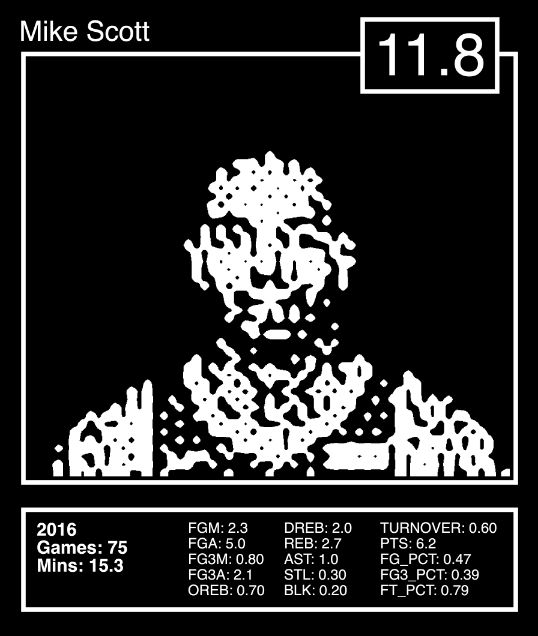 Mike Scott
11.8
2016
Games: 75
Mins: 15.3
FGM: 2.3
FGA: 5.0
FG3M: 0.80
FG3A: 2.1
OREB: 0.70
DREB: 2.0
REB: 2.7
AST: 1.0
STL: 0.30
BLK: 0.20
TURNOVER: 0.60
PTS: 6.2
FG_PCT: 0.47
FG3_PCT: 0.39
FT_PCT: 0.79